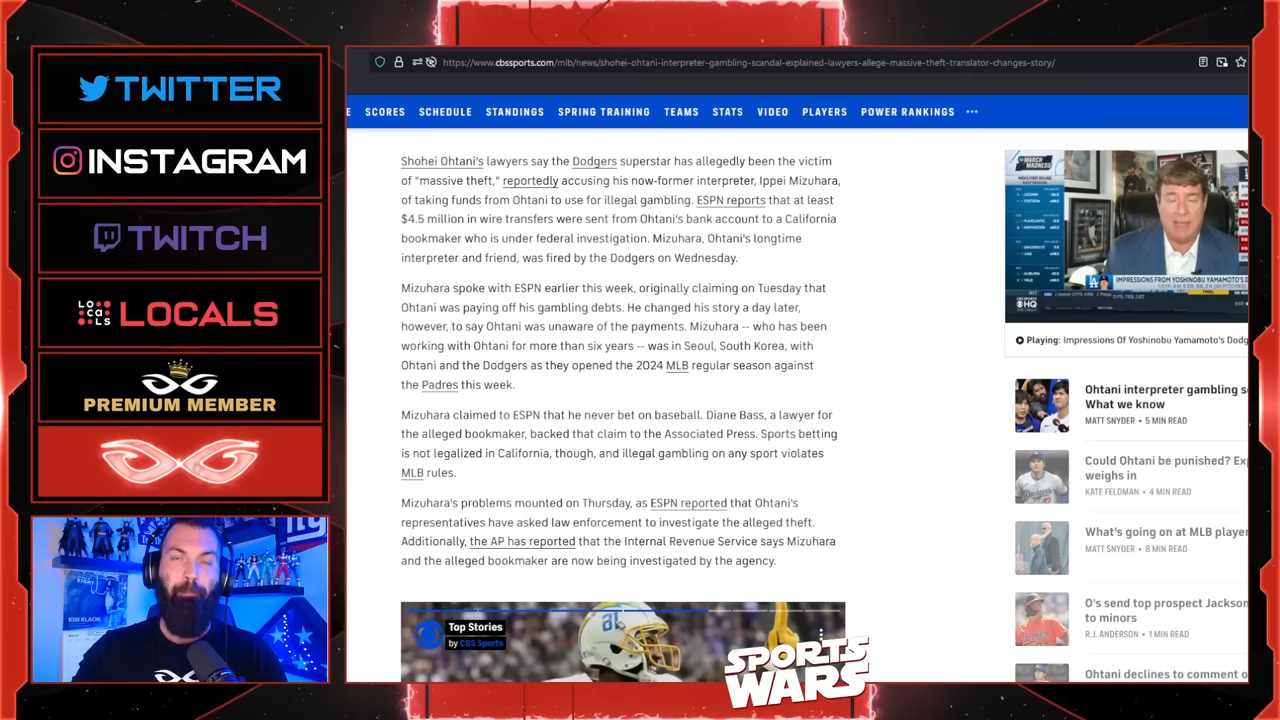 TWITTER
INSTAGRAM
TWITCH
LOCALS
LOCALS
PREMIUM MEMBER
https://www.cbssports.com/mlb/news/shohei-ohtani-interpreter-gambling-scandal-explained-lawyers-allege-massive-theft-translator-changes-story/
E SCORES SCHEDULE STANDINGS SPRING TRAINING TEAMS STATS VIDEO PLAYERS POWER RANKINGS •••
Shohei Ohtani's lawyers say the Dodgers superstar has allegedly been the victim
of "massive theft," reportedly accusing his now-former interpreter, Ippei Mizuhara,
of taking funds from Ohtani to use for illegal gambling. ESPN reports that at least
$4.5 million in wire transfers were sent from Ohtani's bank account to a California
bookmaker who is under federal investigation. Mizuhara, Ohtani's longtime
interpreter and friend, was fired by the Dodgers on Wednesday.
Mizuhara spoke with ESPN earlier this week, originally claiming on Tuesday that
Ohtani was paying off his gambling debts. He changed his story a day later,
however, to say Ohtani was unaware of the payments. Mizuhara -- who has been
working with Ohtani for more than six years -- was in Seoul, South Korea, with
Ohtani and the Dodgers as they opened the 2024 MLB regular season against
the Padres this week.
Mizuhara claimed to ESPN that he never bet on baseball. Diane Bass, a lawyer for
the alleged bookmaker, backed that claim to the Associated Press. Sports betting
is not legalized in California, though, and illegal gambling on any sport violates
MLB rules.
Mizuhara's problems mounted on Thursday, as ESPN reported that Ohtani's
representatives have asked law enforcement to investigate the alleged theft.
Additionally, the AP has reported that the Internal Revenue Service says Mizuhara
and the alleged bookmaker are now being investigated by the agency.
Top Stories
by CBS Sports
SPORTS
WARS
MARCH
MADNESS
IMPRESSIONS FROM YOSHINOBU YAMAMOTO'S D
Playing: Impressions Of Yoshinobu Yamamoto's Dodg
Ohtani interpreter gambling s
What we know
MATT SNYDER • 5 MIN READ
Could Ohtani be punished? Exp
weighs in
KATE FELDMAN • 4 MIN READ
What's going on at MLB player
MATT SNYDER • 8 MIN READ
O's send top prospect Jackson
to minors
R.J. ANDERSON • 1 MIN READ
Ohtani declines to comment o
KIM KLACIK